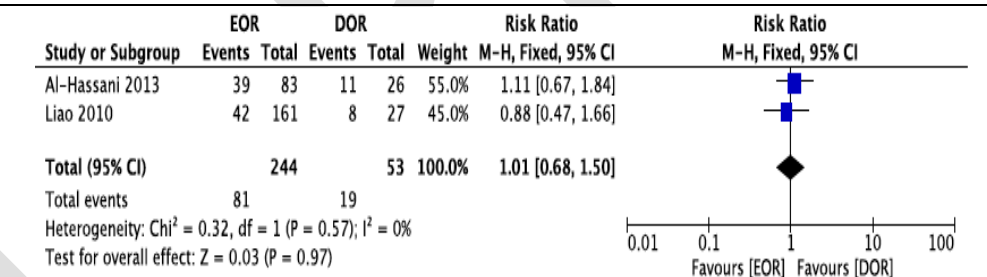 EOR DOR Risk Ratio Risk Ratio
Study or Subgroup Events Total Events Total Weight M-H, Fixed, 95% CI M-H, Fixed, 95% CI
Al-Hassani 2013 39 83 11 26 55.0% 1.11 [0.67, 1.84]
Liao 2010 42 161 8 27 45.0% 0.88 [0.47, 1.66]
Total (95% CI) 244 53 100.0% 1.01 [0.68, 1.50]
Total events 81 19
Heterogeneity: Chi² = 0.32, df = 1 (P = 0.57); I² = 0%
Test for overall effect: Z = 0.03 (P = 0.97)
0.01 0.1 1 10 100
Favours [EOR] Favours [DOR]